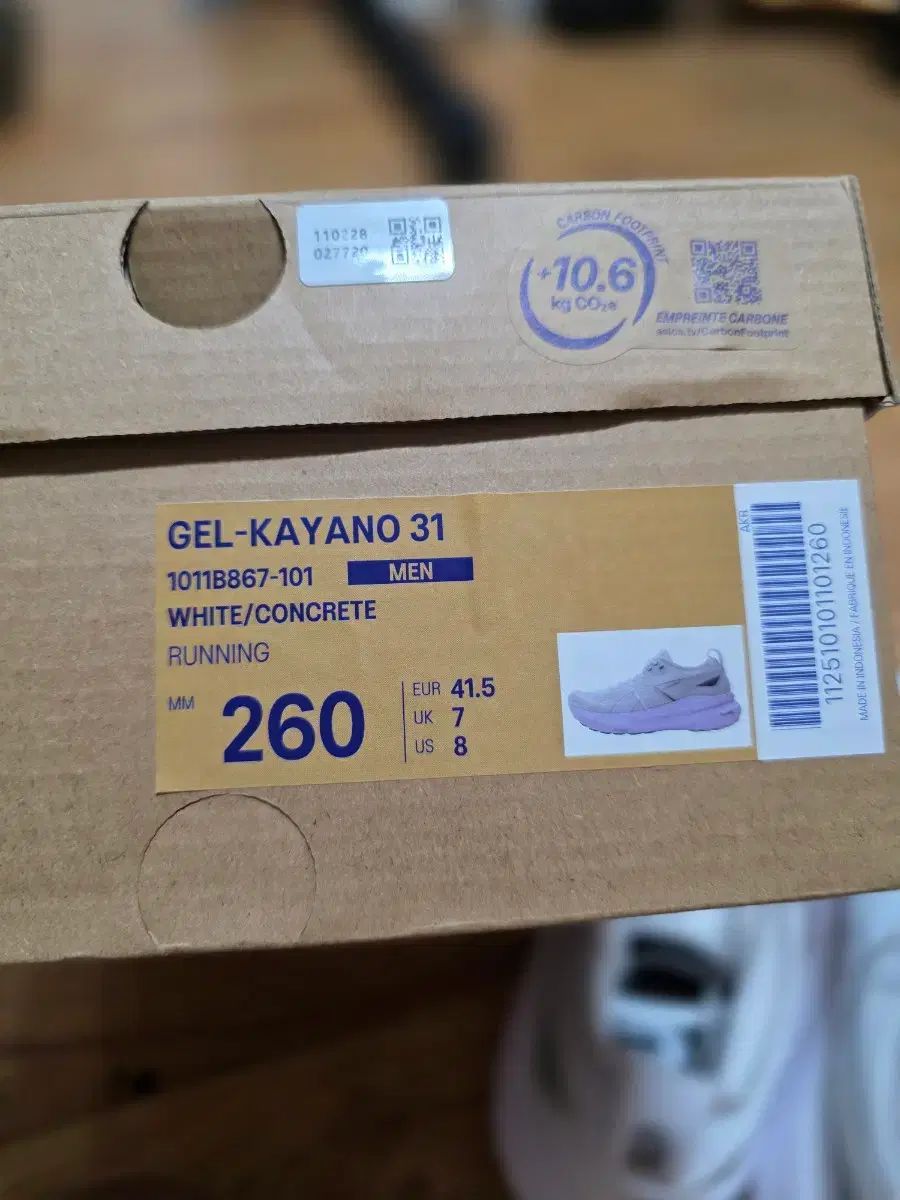 110228
027720
CARBON FOOTPRINT
+10.6
kg CO₂e
EMPREINTE CARBONE
asics.tv/CarbonFootprint
GEL-KAYANO 31
1011B867-101
MEN
WHITE/CONCRETE
RUNNING
MM
260
EUR 41.5
UK 7
US 8
AKR
1125101011101260
MADE IN INDONESIA / FABRIQUE EN INDONESIE